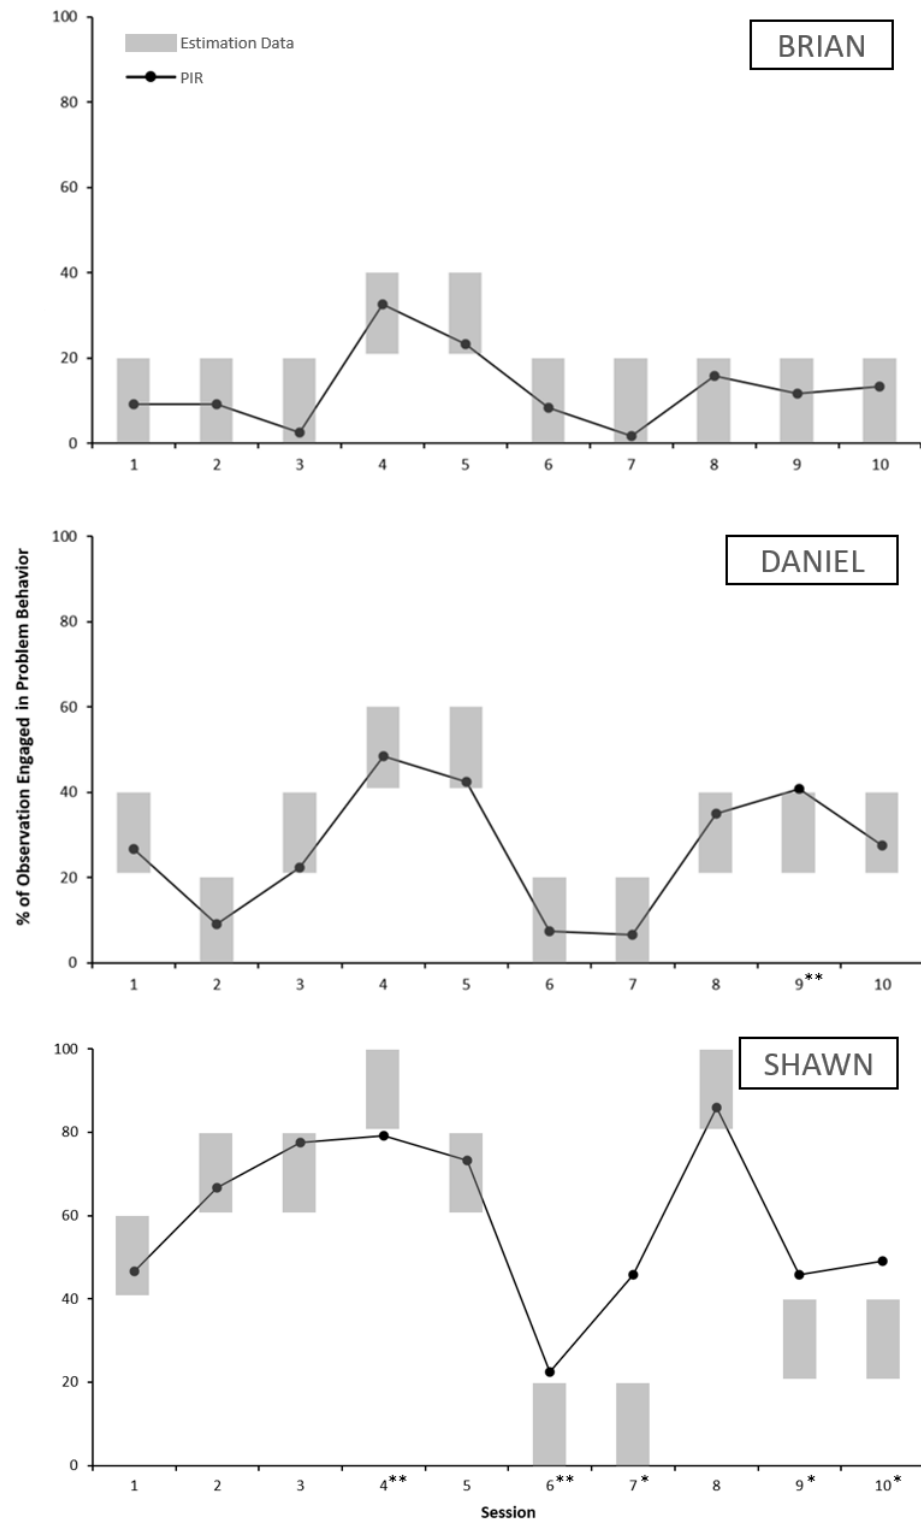 100
Estimation Data
BRIAN
PIR
80
60
40
20
0
1 2 3 4 5 6 7 8 9 10
% of Observation Engaged in Problem Behavior
100
DANIEL
80
60
40
20
0
1 2 3 4 5 6 7 8 9** 10
100
SHAWN
80
60
40
20
0
1 2 3 4** 5 6** 7* 8 9* 10*
Session